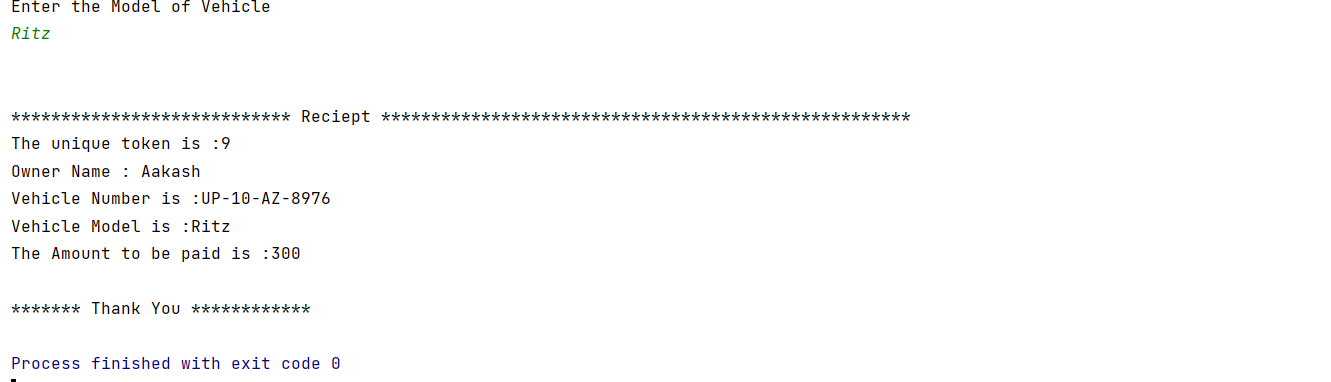 Enter the Model of Vehicle
Ritz
**************************** Reciept *****************************************************
The unique token is :9
Owner Name : Aakash
Vehicle Number is :UP-10-AZ-8976
Vehicle Model is :Ritz
The Amount to be paid is :300
******* Thank You ************
Process finished with exit code 0